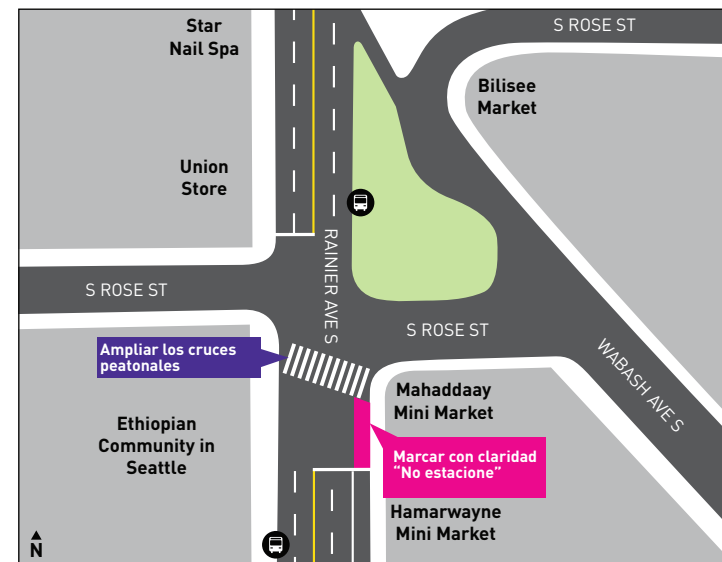 Star
Nail Spa
S ROSE ST
Bilisee
Market
Union
Store
RAINIER AVE S
S ROSE ST
S ROSE ST
WABASH AVE S
Ampliar los cruces
peatonales
Mahaddaay
Mini Market
Ethiopian
Community in
Seattle
Marcar con claridad
“No estacione”
Hamarwayne
Mini Market
N